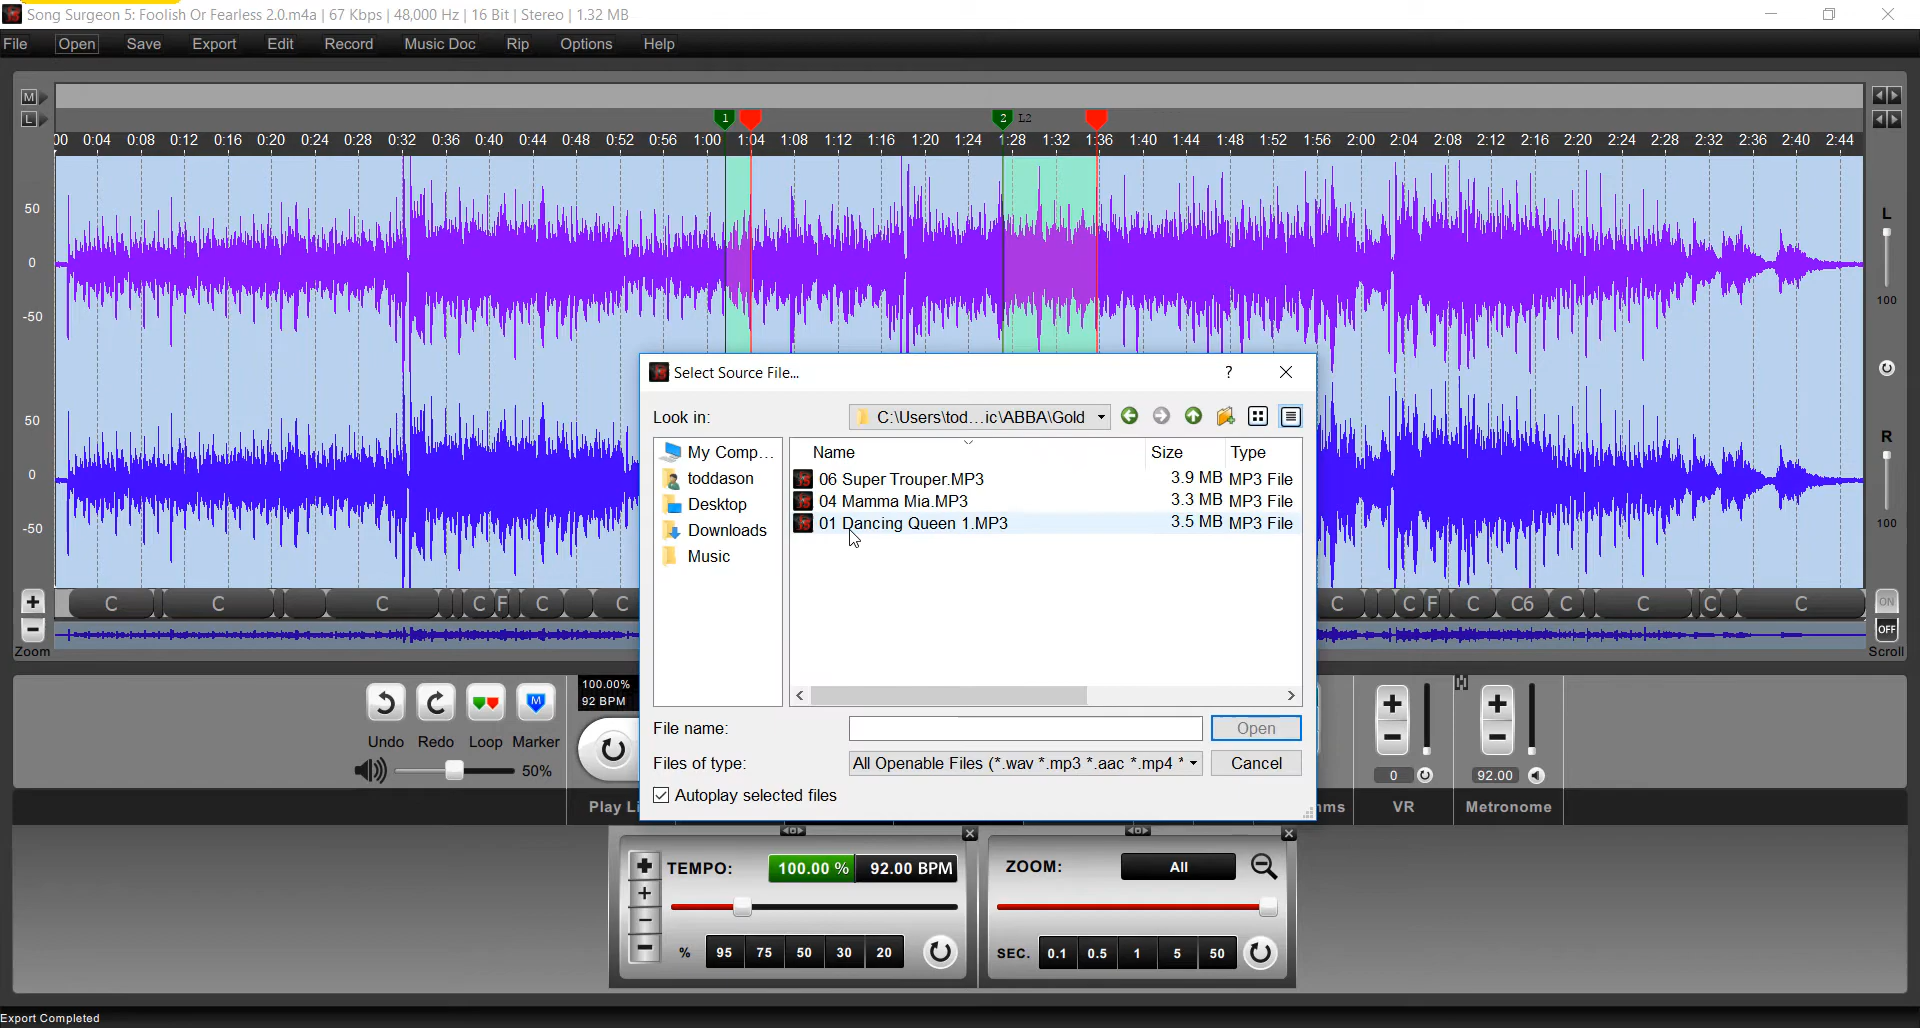 Song Surgeon 5: Foolish Or Fearless 2.0.m4a | 67 Kbps | 48,000 Hz | 16 Bit | Stereo | 1.32 MB
File Open Save Export Edit Record Music Doc Rip Options Help
M
L
1 2 L2
00 0:04 0:08 0:12 0:16 0:20 0:24 0:28 0:32 0:36 0:40 0:44 0:48 0:52 0:56 1:00 1:04 1:08 1:12 1:16 1:20 1:24 1:28 1:32 1:36 1:40 1:44 1:48 1:52 1:56 2:00 2:04 2:08 2:12 2:16 2:20 2:24 2:28 2:32 2:36 2:40 2:44
50
0
-50
L
100
50
0
-50
R
100
Select Source File...
?
Look in: C:\Users\tod...ic\ABBA\Gold
My Comp...
toddason
Desktop
Downloads
Music
Name Size Type
06 Super Trouper.MP3 3.9 MB MP3 File
04 Mamma Mia.MP3 3.3 MB MP3 File
01 Dancing Queen 1.MP3 3.5 MB MP3 File
File name: Open
Files of type: All Openable Files (*.wav *.mp3 *.aac *.mp4 * Cancel
Autoplay selected files
C C C C F C C C C F C C6 C C C C
ON
OFF
Zoom Scroll
100.00%
92 BPM
M
Undo Redo Loop Marker
50%
0 92.00
Play Li ms VR Metronome
TEMPO: 100.00 % 92.00 BPM
% 95 75 50 30 20
ZOOM: All
SEC. 0.1 0.5 1 5 50
Export Completed